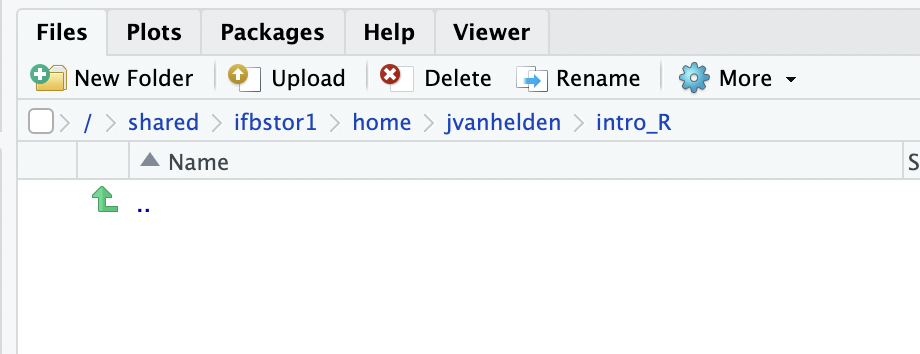 Files Plots Packages Help Viewer
New Folder Upload Delete Rename More
/ shared ifbstor1 home jvanhelden intro_R
Name S
..